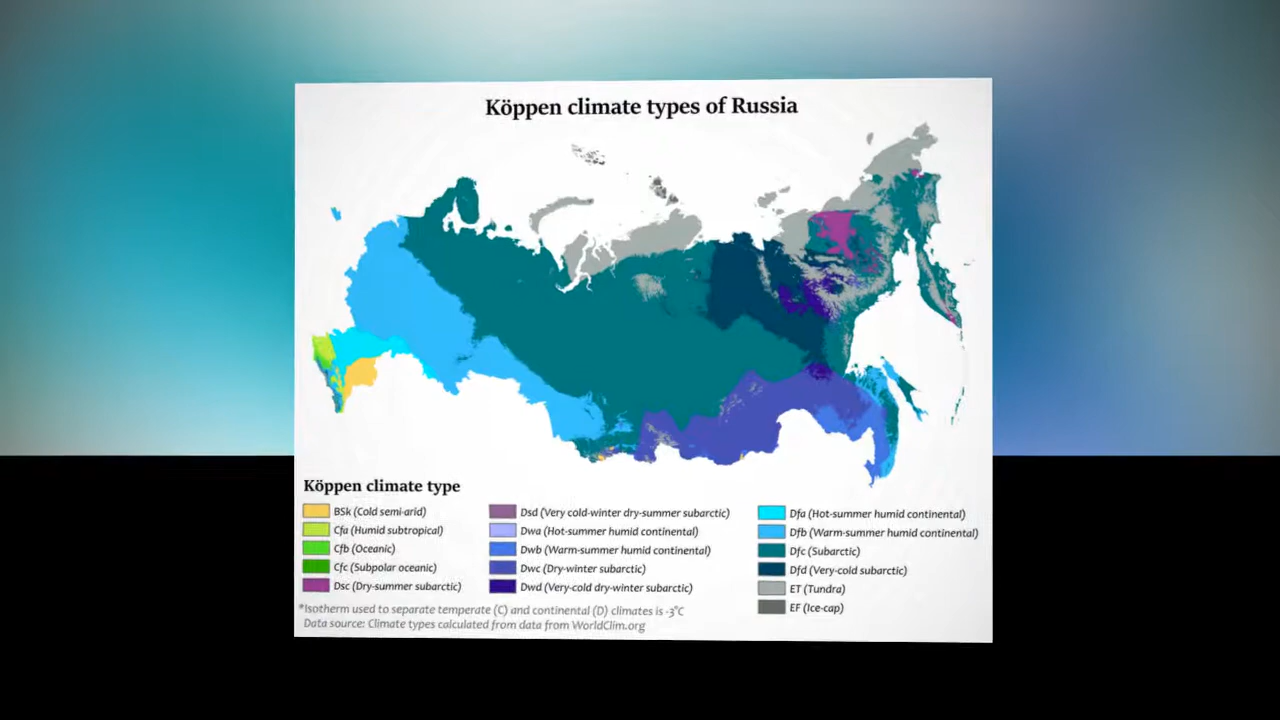 Köppen climate types of Russia
Köppen climate type
BSk (Cold semi-arid)
Cfa (Humid subtropical)
Cfb (Oceanic)
Cfc (Subpolar oceanic)
Dsc (Dry-summer subarctic)
Dsd (Very cold-winter dry-summer subarctic)
Dwa (Hot-summer humid continental)
Dwb (Warm-summer humid continental)
Dwc (Dry-winter subarctic)
Dwd (Very-cold dry-winter subarctic)
Dfa (Hot-summer humid continental)
Dfb (Warm-summer humid continental)
Dfc (Subarctic)
Dfd (Very-cold subarctic)
ET (Tundra)
EF (Ice-cap)
*Isotherm used to separate temperate (C) and continental (D) climates is -3°C
Data source: Climate types calculated from data from WorldClim.org